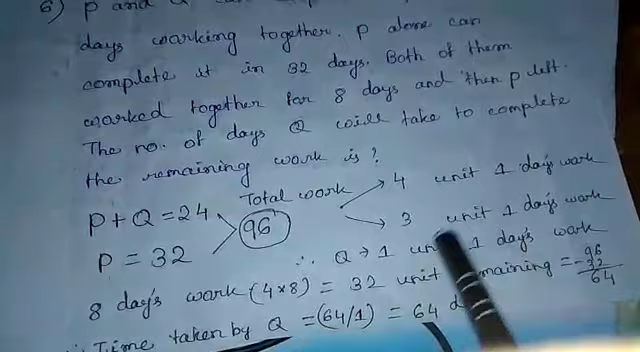 6) P and Q can
days working together. P alone can
complete it in 32 days. Both of them
worked together for 8 days and then P left.
The no. of days Q will take to complete
the remaining work is?
P+Q = 24
P = 32
Total work
96
4 unit 1 day's work
3 unit 1 day's work
∴ Q → 1 unit 1 day's work
8 day's work (4×8) = 32 unit
maining = 96
-32
64
Time taken by Q = (64/1) = 64 d